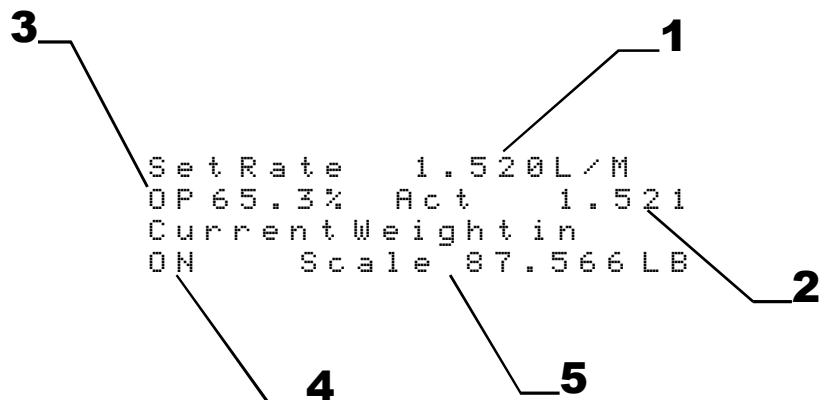 3
1
SetRate 1.520L/M
OP65.3% Act 1.521
CurrentWeightin
ON Scale 87.566LB
2
4
5